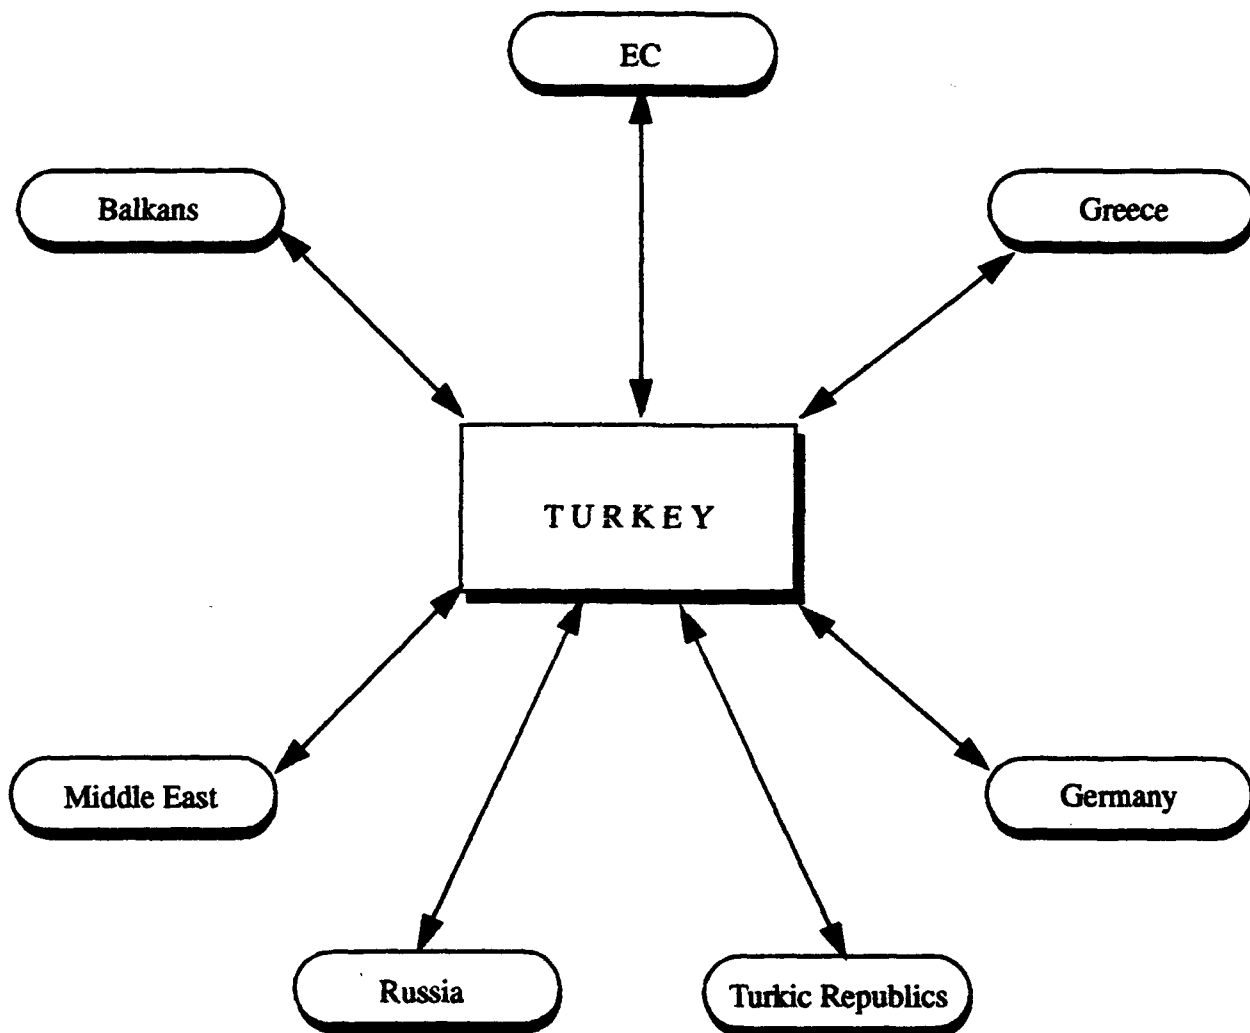 EC
Balkans
Greece
TURKEY
Middle East
Germany
Russia
Turkic Republics